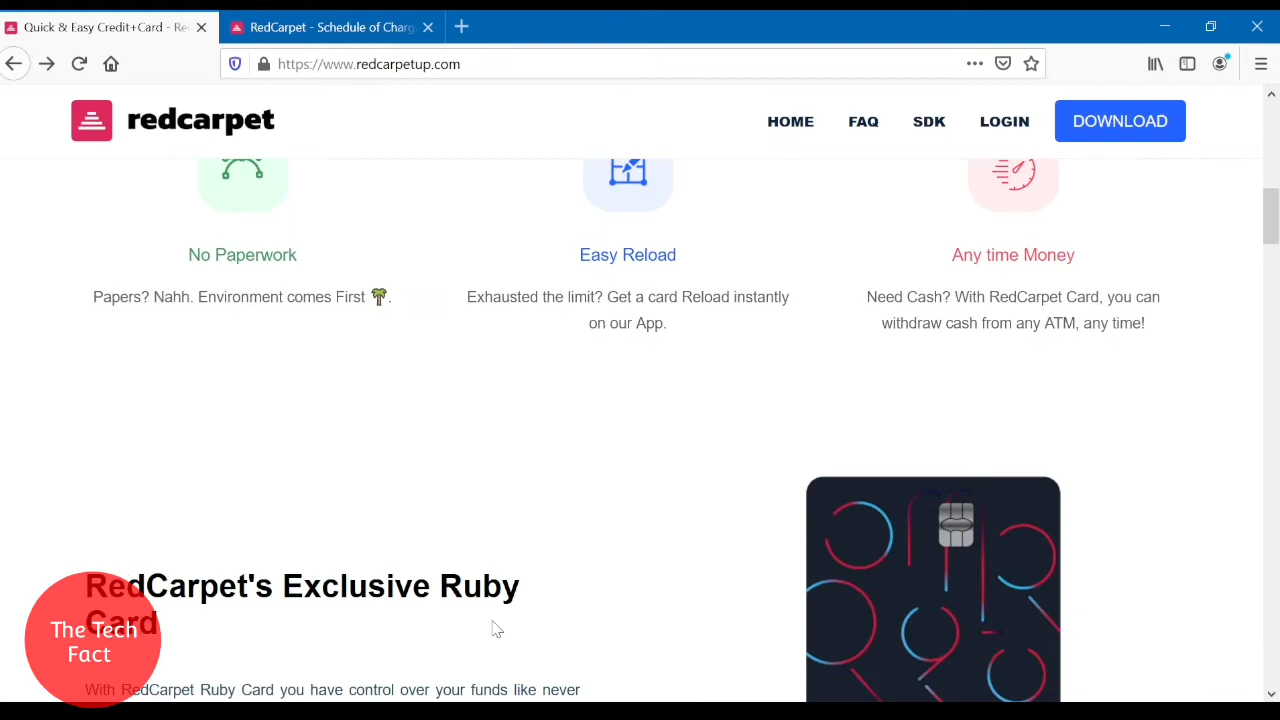 Quick & Easy Credit+Card - Re
RedCarpet - Schedule of Charg
https://www.redcarpetup.com
redcarpet
HOME
FAQ
SDK
LOGIN
DOWNLOAD
No Paperwork
Easy Reload
Any time Money
Papers? Nahh. Environment comes First 🌴.
Exhausted the limit? Get a card Reload instantly
on our App.
Need Cash? With RedCarpet Card, you can
withdraw cash from any ATM, any time!
RedCarpet's Exclusive Ruby
Card
The Tech
Fact
With RedCarpet Ruby Card you have control over your funds like never